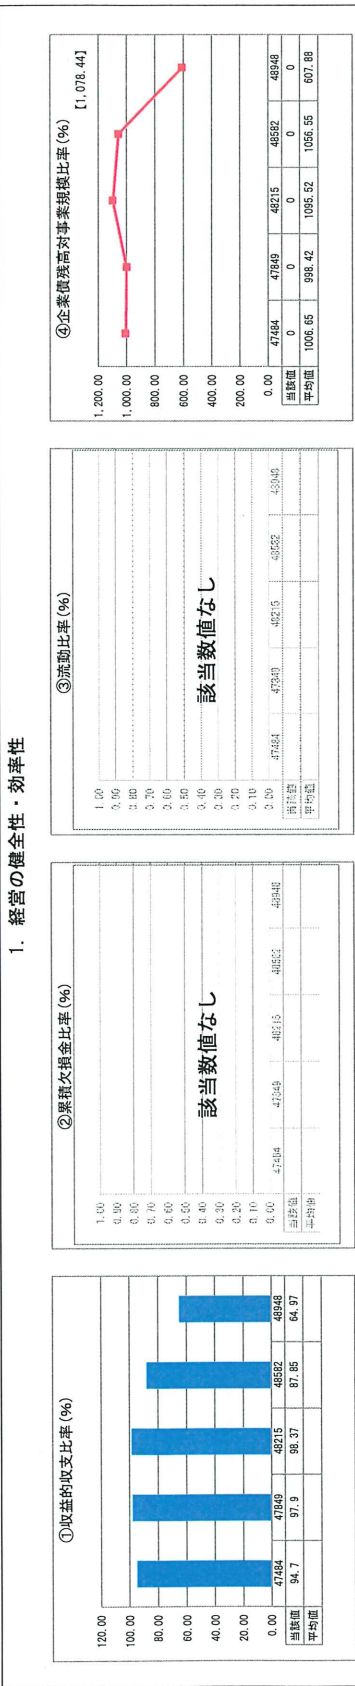 1. 経営の健全性・効率性
①収益的収支比率(%)
120.00
100.00
80.00
60.00
40.00
20.00
0.00
47484 47849 48215 48582 48948
当該値 94.7 97.9 98.37 87.85 64.97
平均値
②累積欠損金比率(%)
1.00
0.90
0.80
0.70
0.60
0.50
0.40
0.30
0.20
0.10
0.00
該当数値なし
47484 47849 48215 48582 48948
当該値
平均値
③流動比率(%)
1.00
0.90
0.80
0.70
0.60
0.50
0.40
0.30
0.20
0.10
0.00
該当数値なし
47484 47849 48215 48582 48948
当該値
平均値
④企業債残高対事業規模比率(%)
【1,078.44】
1,200.00
1,000.00
800.00
600.00
400.00
200.00
0.00
47484 47849 48215 48582 48948
当該値 0 0 0 0 0
平均値 1006.65 998.42 1095.52 1056.55 607.88